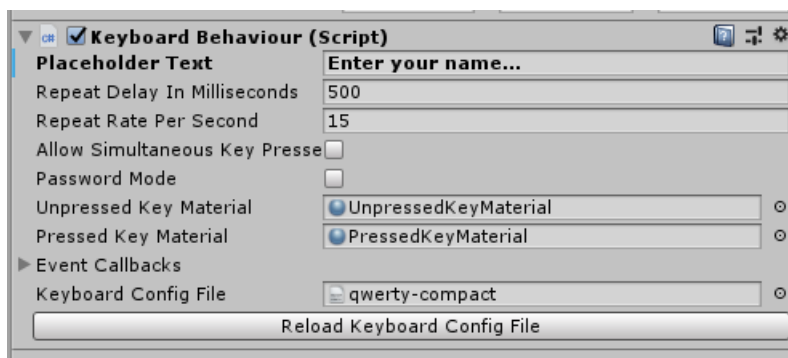 Keyboard Behaviour (Script)
Placeholder Text Enter your name...
Repeat Delay In Milliseconds 500
Repeat Rate Per Second 15
Allow Simultaneous Key Presse
Password Mode
Unpressed Key Material UnpressedKeyMaterial
Pressed Key Material PressedKeyMaterial
Event Callbacks
Keyboard Config File qwerty-compact
Reload Keyboard Config File